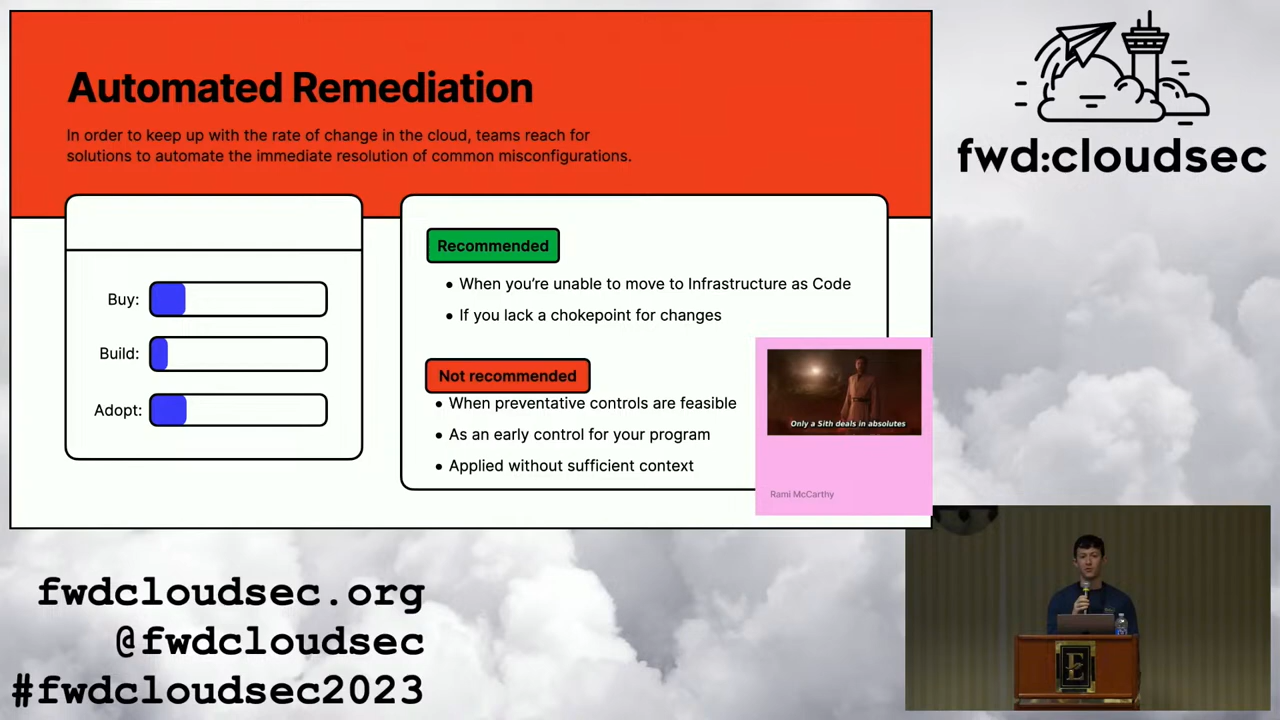 Automated Remediation
In order to keep up with the rate of change in the cloud, teams reach for
solutions to automate the immediate resolution of common misconfigurations.
Buy:
Build:
Adopt:
Recommended
• When you’re unable to move to Infrastructure as Code
• If you lack a chokepoint for changes
Not recommended
• When preventative controls are feasible
• As an early control for your program
• Applied without sufficient context
Only a Sith deals in absolutes
Rami McCarthy
fwd:cloudsec
fwdcloudsec.org
@fwdcloudsec
#fwdcloudsec2023
E